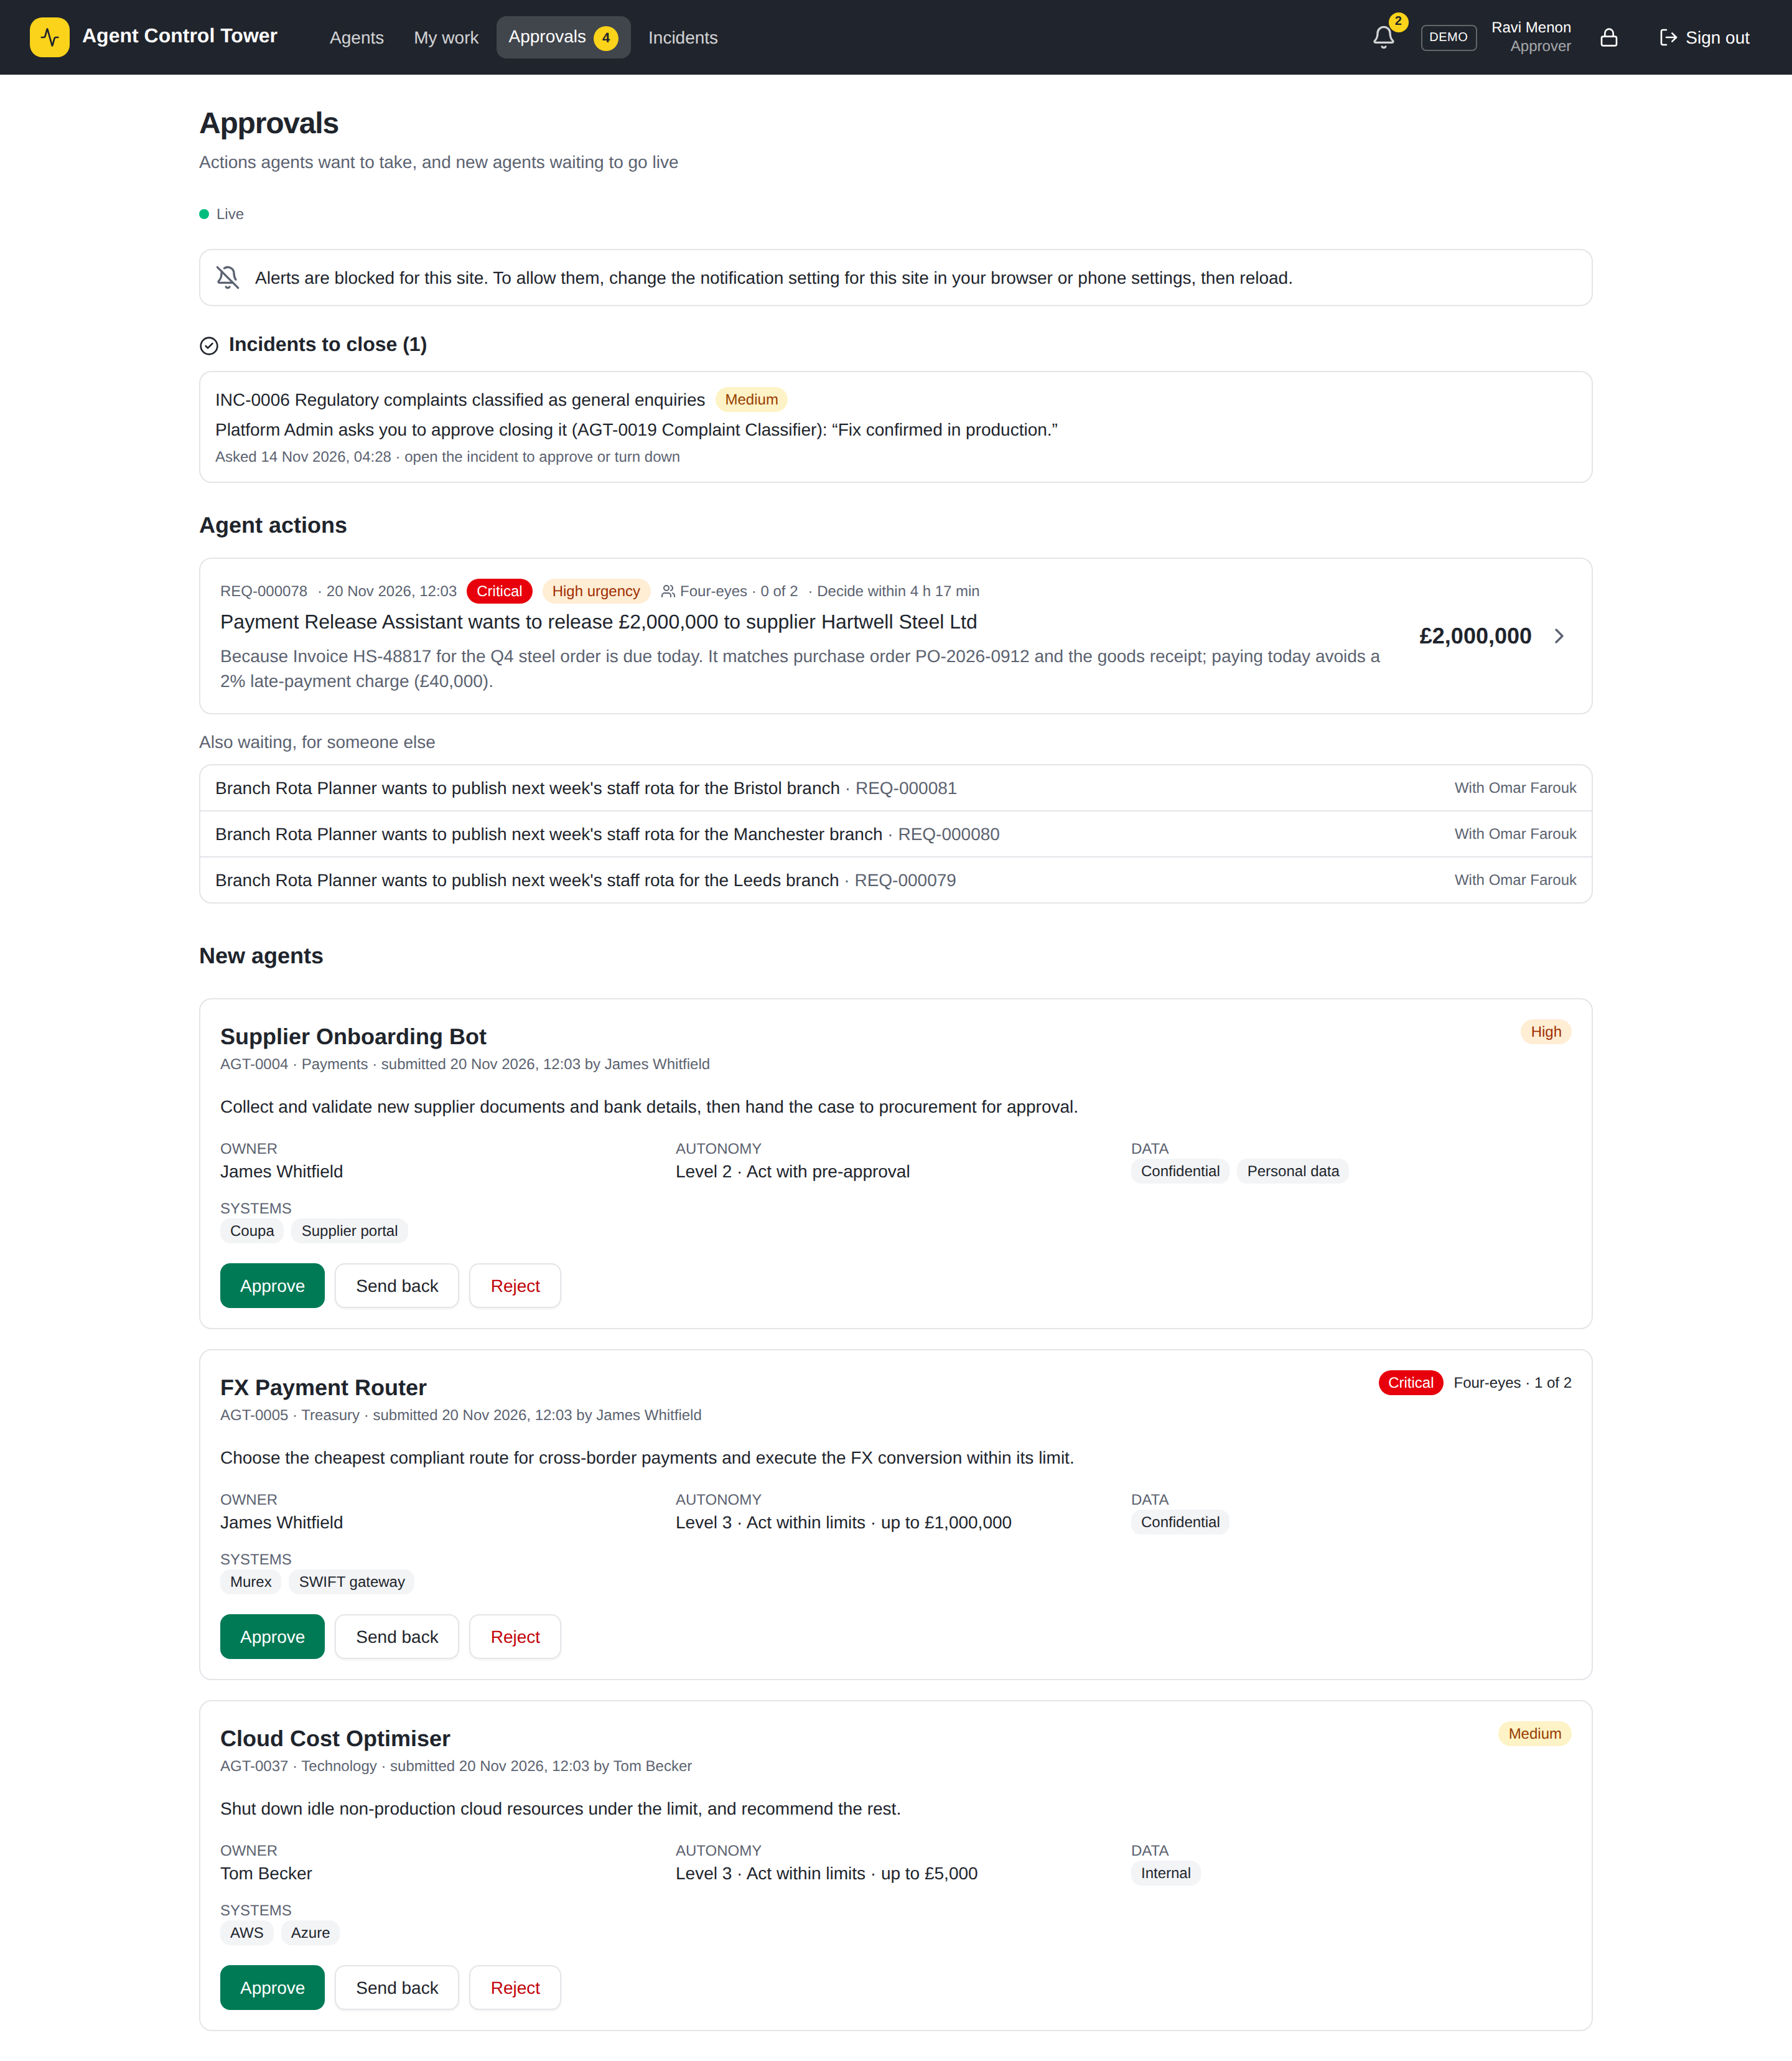 Agent Control Tower
Agents
My work
Approvals 4
Incidents
2
DEMO
Ravi Menon
Approver
Sign out
Approvals
Actions agents want to take, and new agents waiting to go live
Live
Alerts are blocked for this site. To allow them, change the notification setting for this site in your browser or phone settings, then reload.
Incidents to close (1)
INC-0006 Regulatory complaints classified as general enquiries Medium
Platform Admin asks you to approve closing it (AGT-0019 Complaint Classifier): “Fix confirmed in production.”
Asked 14 Nov 2026, 04:28 · open the incident to approve or turn down
Agent actions
REQ-000078 · 20 Nov 2026, 12:03 Critical High urgency Four-eyes · 0 of 2 · Decide within 4 h 17 min
Payment Release Assistant wants to release £2,000,000 to supplier Hartwell Steel Ltd
£2,000,000
Because Invoice HS-48817 for the Q4 steel order is due today. It matches purchase order PO-2026-0912 and the goods receipt; paying today avoids a
2% late-payment charge (£40,000).
Also waiting, for someone else
Branch Rota Planner wants to publish next week's staff rota for the Bristol branch · REQ-000081 With Omar Farouk
Branch Rota Planner wants to publish next week's staff rota for the Manchester branch · REQ-000080 With Omar Farouk
Branch Rota Planner wants to publish next week's staff rota for the Leeds branch · REQ-000079 With Omar Farouk
New agents
Supplier Onboarding Bot High
AGT-0004 · Payments · submitted 20 Nov 2026, 12:03 by James Whitfield
Collect and validate new supplier documents and bank details, then hand the case to procurement for approval.
OWNER AUTONOMY DATA
James Whitfield Level 2 · Act with pre-approval Confidential Personal data
SYSTEMS
Coupa Supplier portal
Approve Send back Reject
FX Payment Router Critical Four-eyes · 1 of 2
AGT-0005 · Treasury · submitted 20 Nov 2026, 12:03 by James Whitfield
Choose the cheapest compliant route for cross-border payments and execute the FX conversion within its limit.
OWNER AUTONOMY DATA
James Whitfield Level 3 · Act within limits · up to £1,000,000 Confidential
SYSTEMS
Murex SWIFT gateway
Approve Send back Reject
Cloud Cost Optimiser Medium
AGT-0037 · Technology · submitted 20 Nov 2026, 12:03 by Tom Becker
Shut down idle non-production cloud resources under the limit, and recommend the rest.
OWNER AUTONOMY DATA
Tom Becker Level 3 · Act within limits · up to £5,000 Internal
SYSTEMS
AWS Azure
Approve Send back Reject